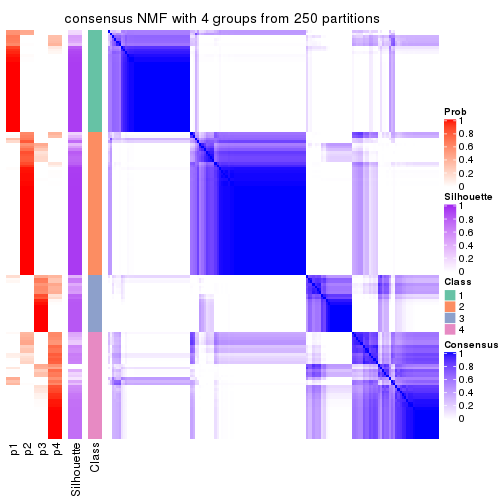 consensus NMF with 4 groups from 250 partitions
Prob
1
0.8
0.6
0.4
0.2
0
Silhouette
1
0.8
0.6
0.4
0.2
0
Class
1
2
3
4
Consensus
1
0.8
0.6
0.4
0.2
0
p1
p2
p3
p4
Silhouette
Class